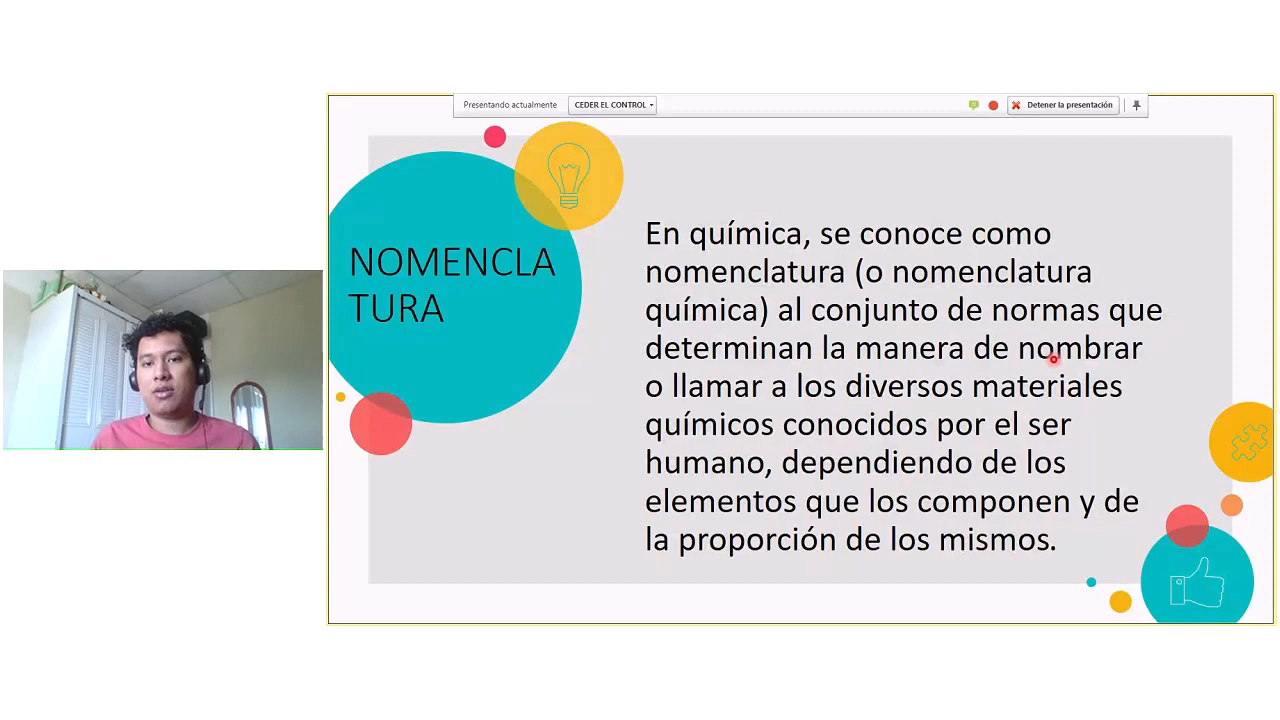 Presentando actualmente
CEDER EL CONTROL
Detener la presentación
NOMENCLA
TURA
En química, se conoce como
nomenclatura (o nomenclatura
química) al conjunto de normas que
determinan la manera de nombrar
o llamar a los diversos materiales
químicos conocidos por el ser
humano, dependiendo de los
elementos que los componen y de
la proporción de los mismos.